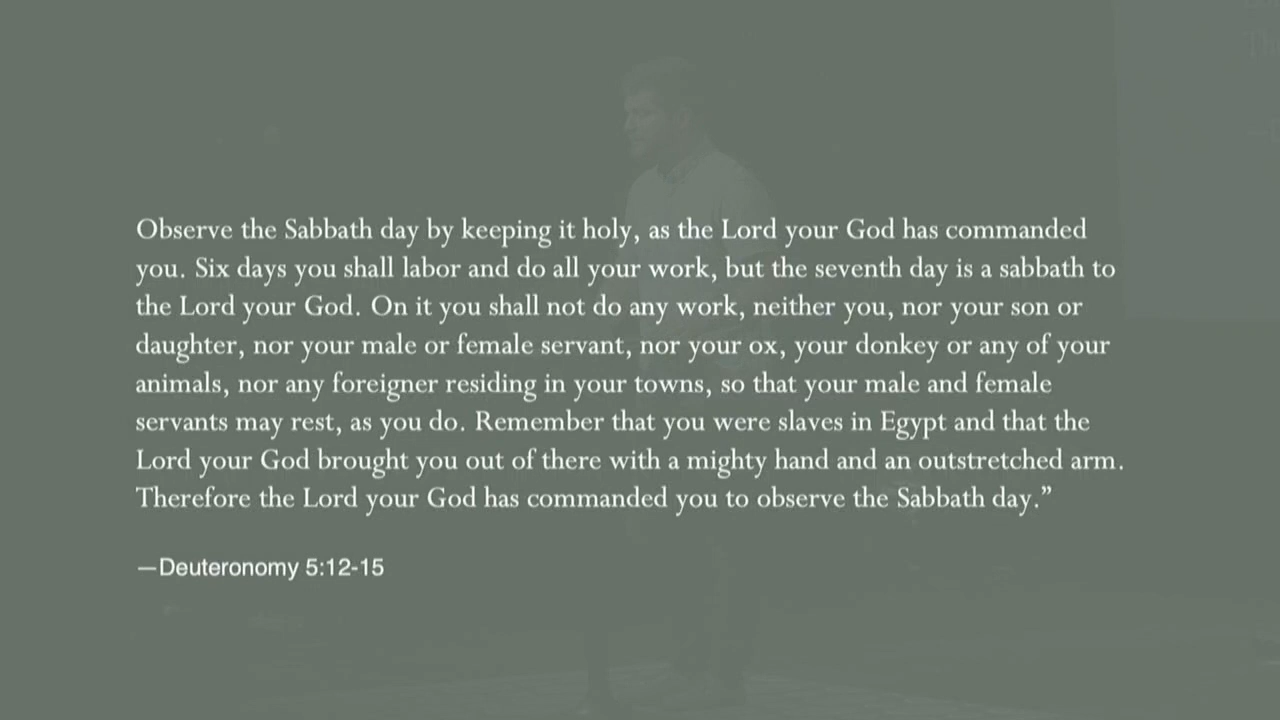 Observe the Sabbath day by keeping it holy, as the Lord your God has commanded
you. Six days you shall labor and do all your work, but the seventh day is a sabbath to
the Lord your God. On it you shall not do any work, neither you, nor your son or
daughter, nor your male or female servant, nor your ox, your donkey or any of your
animals, nor any foreigner residing in your towns, so that your male and female
servants may rest, as you do. Remember that you were slaves in Egypt and that the
Lord your God brought you out of there with a mighty hand and an outstretched arm.
Therefore the Lord your God has commanded you to observe the Sabbath day.”
—Deuteronomy 5:12-15